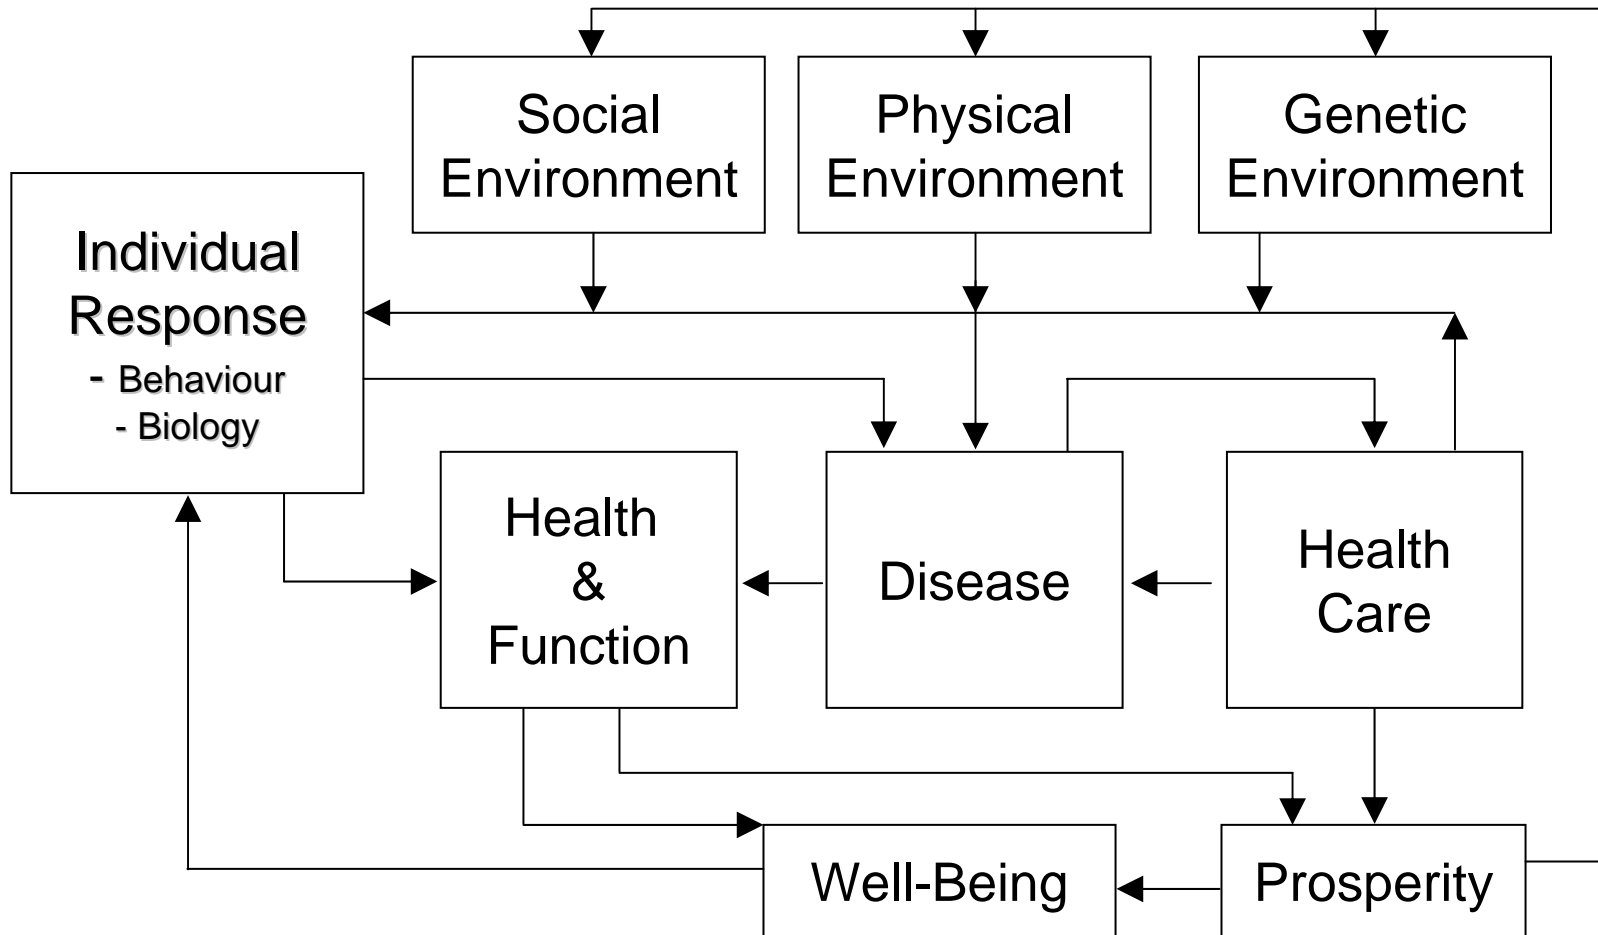 Social
Environment
Physical
Environment
Genetic
Environment
Individual
Response
- Behaviour
- Biology
Health
&
Function
Disease
Health
Care
Well-Being
Prosperity